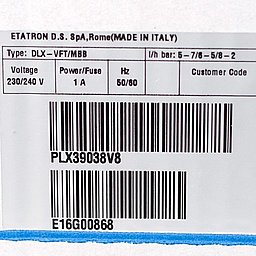 ETATRON D.S. SpA,Rome(MADE IN ITALY)
Type: DLX-VFT/MBB l/h bar: 5-7/6-5/8-2
Voltage Power/Fuse Hz Customer Code
230/240 V 1 A 50/60
PLX39038V8
E16G00868